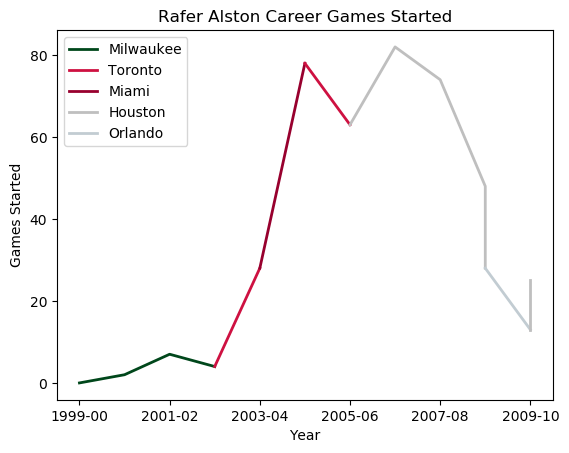 Rafer Alston Career Games Started
Milwaukee
Toronto
Miami
Houston
Orlando
Games Started
80
60
40
20
0
1999-00 2001-02 2003-04 2005-06 2007-08 2009-10
Year